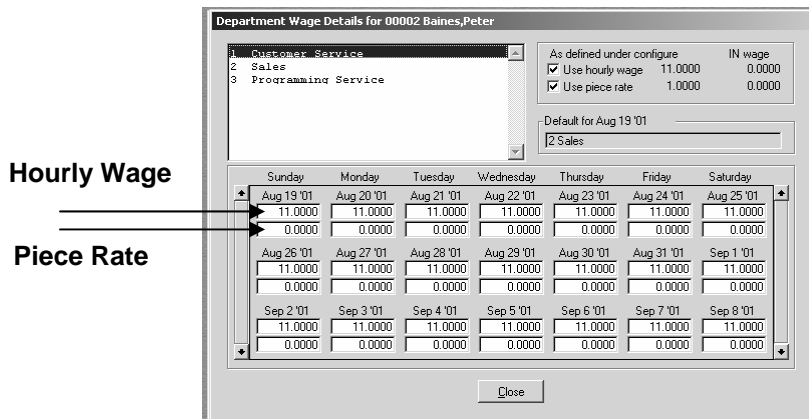 Department Wage Details for 00002 Baines,Peter
1 Customer Service
2 Sales
3 Programming Service
As defined under configure IN wage
Use hourly wage 11.0000 0.0000
Use piece rate 1.0000 0.0000
Default for Aug 19 '01
2 Sales
Hourly Wage
Piece Rate
Sunday Monday Tuesday Wednesday Thursday Friday Saturday
Aug 19 '01 Aug 20 '01 Aug 21 '01 Aug 22 '01 Aug 23 '01 Aug 24 '01 Aug 25 '01
11.0000 11.0000 11.0000 11.0000 11.0000 11.0000 11.0000
0.0000 0.0000 0.0000 0.0000 0.0000 0.0000 0.0000
Aug 26 '01 Aug 27 '01 Aug 28 '01 Aug 29 '01 Aug 30 '01 Aug 31 '01 Sep 1 '01
11.0000 11.0000 11.0000 11.0000 11.0000 11.0000 11.0000
0.0000 0.0000 0.0000 0.0000 0.0000 0.0000 0.0000
Sep 2 '01 Sep 3 '01 Sep 4 '01 Sep 5 '01 Sep 6 '01 Sep 7 '01 Sep 8 '01
11.0000 11.0000 11.0000 11.0000 11.0000 11.0000 11.0000
0.0000 0.0000 0.0000 0.0000 0.0000 0.0000 0.0000
Close